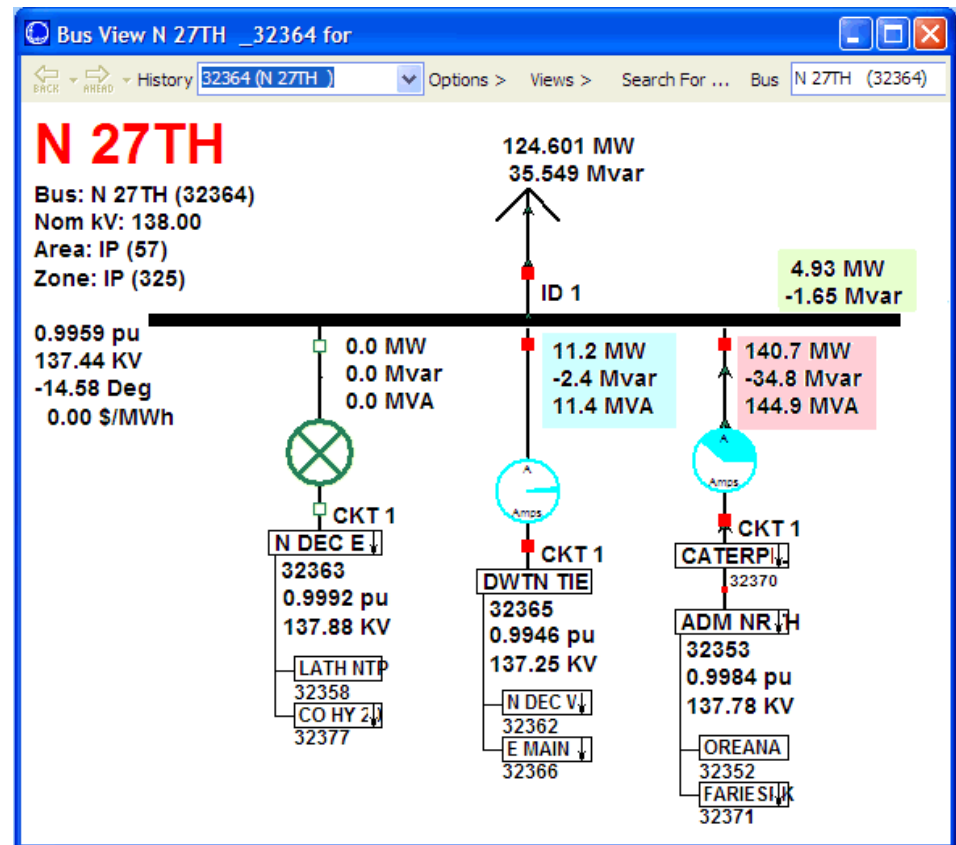 Bus View N 27TH _32364 for
BACK AHEAD History 32364 (N 27TH ) Options > Views > Search For ... Bus N 27TH (32364)
N 27TH
Bus: N 27TH (32364)
Nom kV: 138.00
Area: IP (57)
Zone: IP (325)
124.601 MW
35.549 Mvar
ID 1
4.93 MW
-1.65 Mvar
0.9959 pu
137.44 KV
-14.58 Deg
0.00 $/MWh
0.0 MW
0.0 Mvar
0.0 MVA
CKT 1
N DEC E
32363
0.9992 pu
137.88 KV
LATH NTP
32358
CO HY 2
32377
11.2 MW
-2.4 Mvar
11.4 MVA
A
Amps
CKT 1
DWTN TIE
32365
0.9946 pu
137.25 KV
N DEC W
32362
E MAIN
32366
140.7 MW
-34.8 Mvar
144.9 MVA
A
Amps
CKT 1
32370
ADM NRTH
32353
0.9984 pu
137.78 KV
OREANA
32352
32371